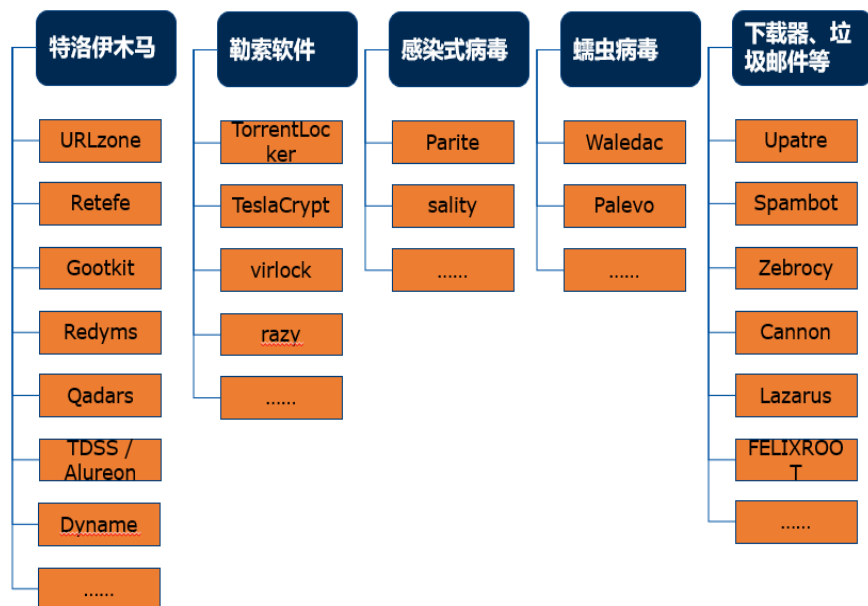 特洛伊木马
URLzone
Retefe
Gootkit
Redyms
Qadars
TDSS /
Alureon
Dyname
......
勒索软件
TorrentLoc
ker
TeslaCrypt
virlock
razy
......
感染式病毒
Parite
sality
......
蠕虫病毒
Waledac
Palevo
......
下载器、垃
圾邮件等
Upatre
Spambot
Zebrocy
Cannon
Lazarus
FELIXROO
T
......